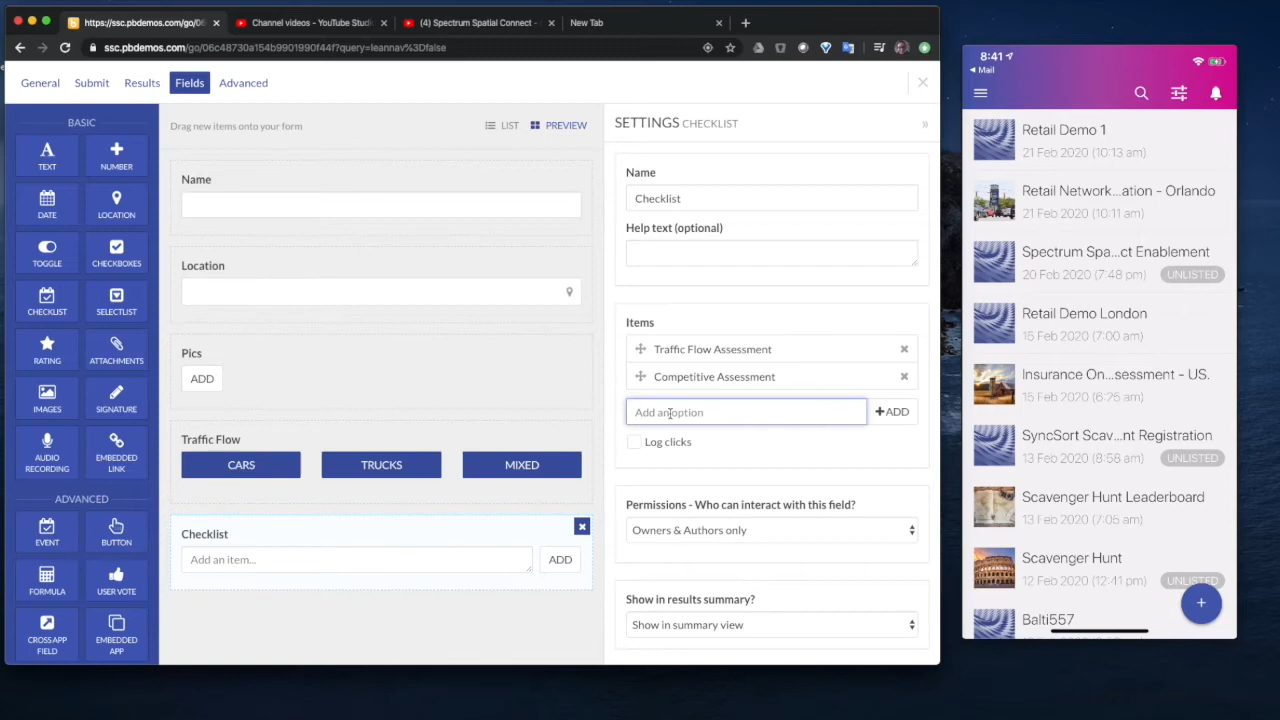 https://ssc.pbdemos.com/go/06
Channel videos - YouTube Studi
(4) Spectrum Spatial Connect -
New Tab
ssc.pbdemos.com/go/06c48730a154b9901990f44f?query=leannav%3Dfalse
General
Submit
Results
Fields
Advanced
BASIC
TEXT
NUMBER
DATE
LOCATION
TOGGLE
CHECKBOXES
CHECKLIST
SELECTLIST
RATING
ATTACHMENTS
IMAGES
SIGNATURE
AUDIO
RECORDING
EMBEDDED
LINK
ADVANCED
EVENT
BUTTON
FORMULA
USER VOTE
CROSS APP
FIELD
EMBEDDED
APP
Drag new items onto your form
LIST
PREVIEW
Name
Location
Pics
ADD
Traffic Flow
CARS
TRUCKS
MIXED
Checklist
Add an item...
ADD
SETTINGS CHECKLIST
Name
Checklist
Help text (optional)
Items
Traffic Flow Assessment
Competitive Assessment
Add an option
+ADD
Log clicks
Permissions - Who can interact with this field?
Owners & Authors only
Show in results summary?
Show in summary view
8:41
Mail
Retail Demo 1
21 Feb 2020 (10:13 am)
Retail Network...ation - Orlando
21 Feb 2020 (10:11 am)
Spectrum Spa...ct Enablement
20 Feb 2020 (7:48 pm)
UNLISTED
Retail Demo London
15 Feb 2020 (7:00 am)
Insurance On...sessment - US.
15 Feb 2020 (6:25 am)
SyncSort Scav...nt Registration
13 Feb 2020 (8:58 am)
UNLISTED
Scavenger Hunt Leaderboard
13 Feb 2020 (7:05 am)
Scavenger Hunt
12 Feb 2020 (12:41 pm)
UNLISTED
Balti557